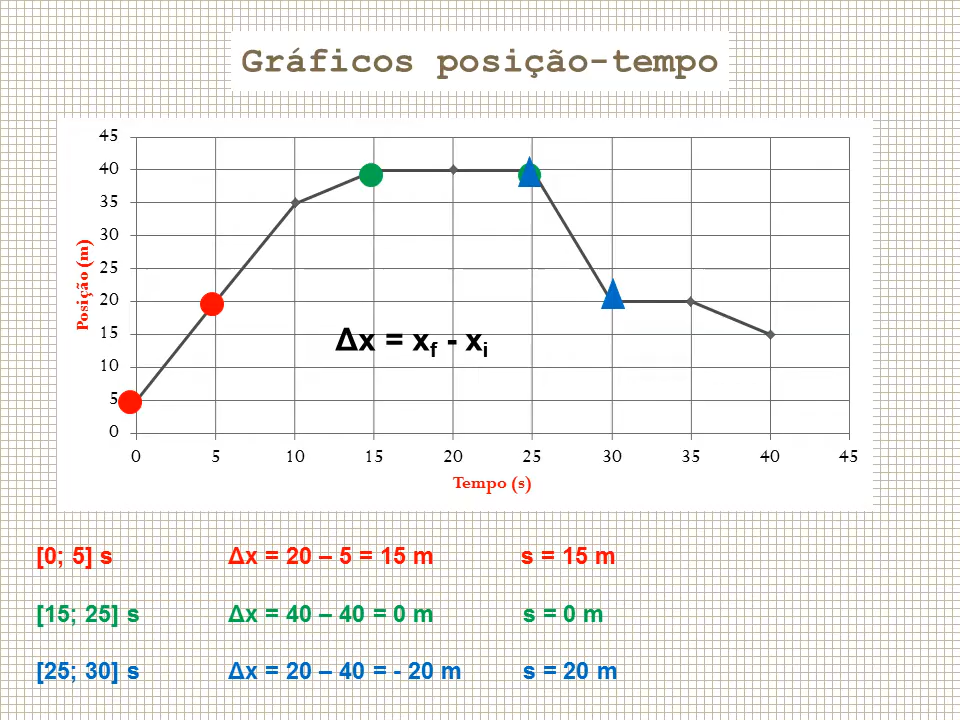 Gráficos posição-tempo
45
40
35
30
25
20
15
10
5
0
Posição (m)
Δx = xf - xi
0 5 10 15 20 25 30 35 40 45
Tempo (s)
[0; 5] s Δx = 20 – 5 = 15 m s = 15 m
[15; 25] s Δx = 40 – 40 = 0 m s = 0 m
[25; 30] s Δx = 20 – 40 = - 20 m s = 20 m